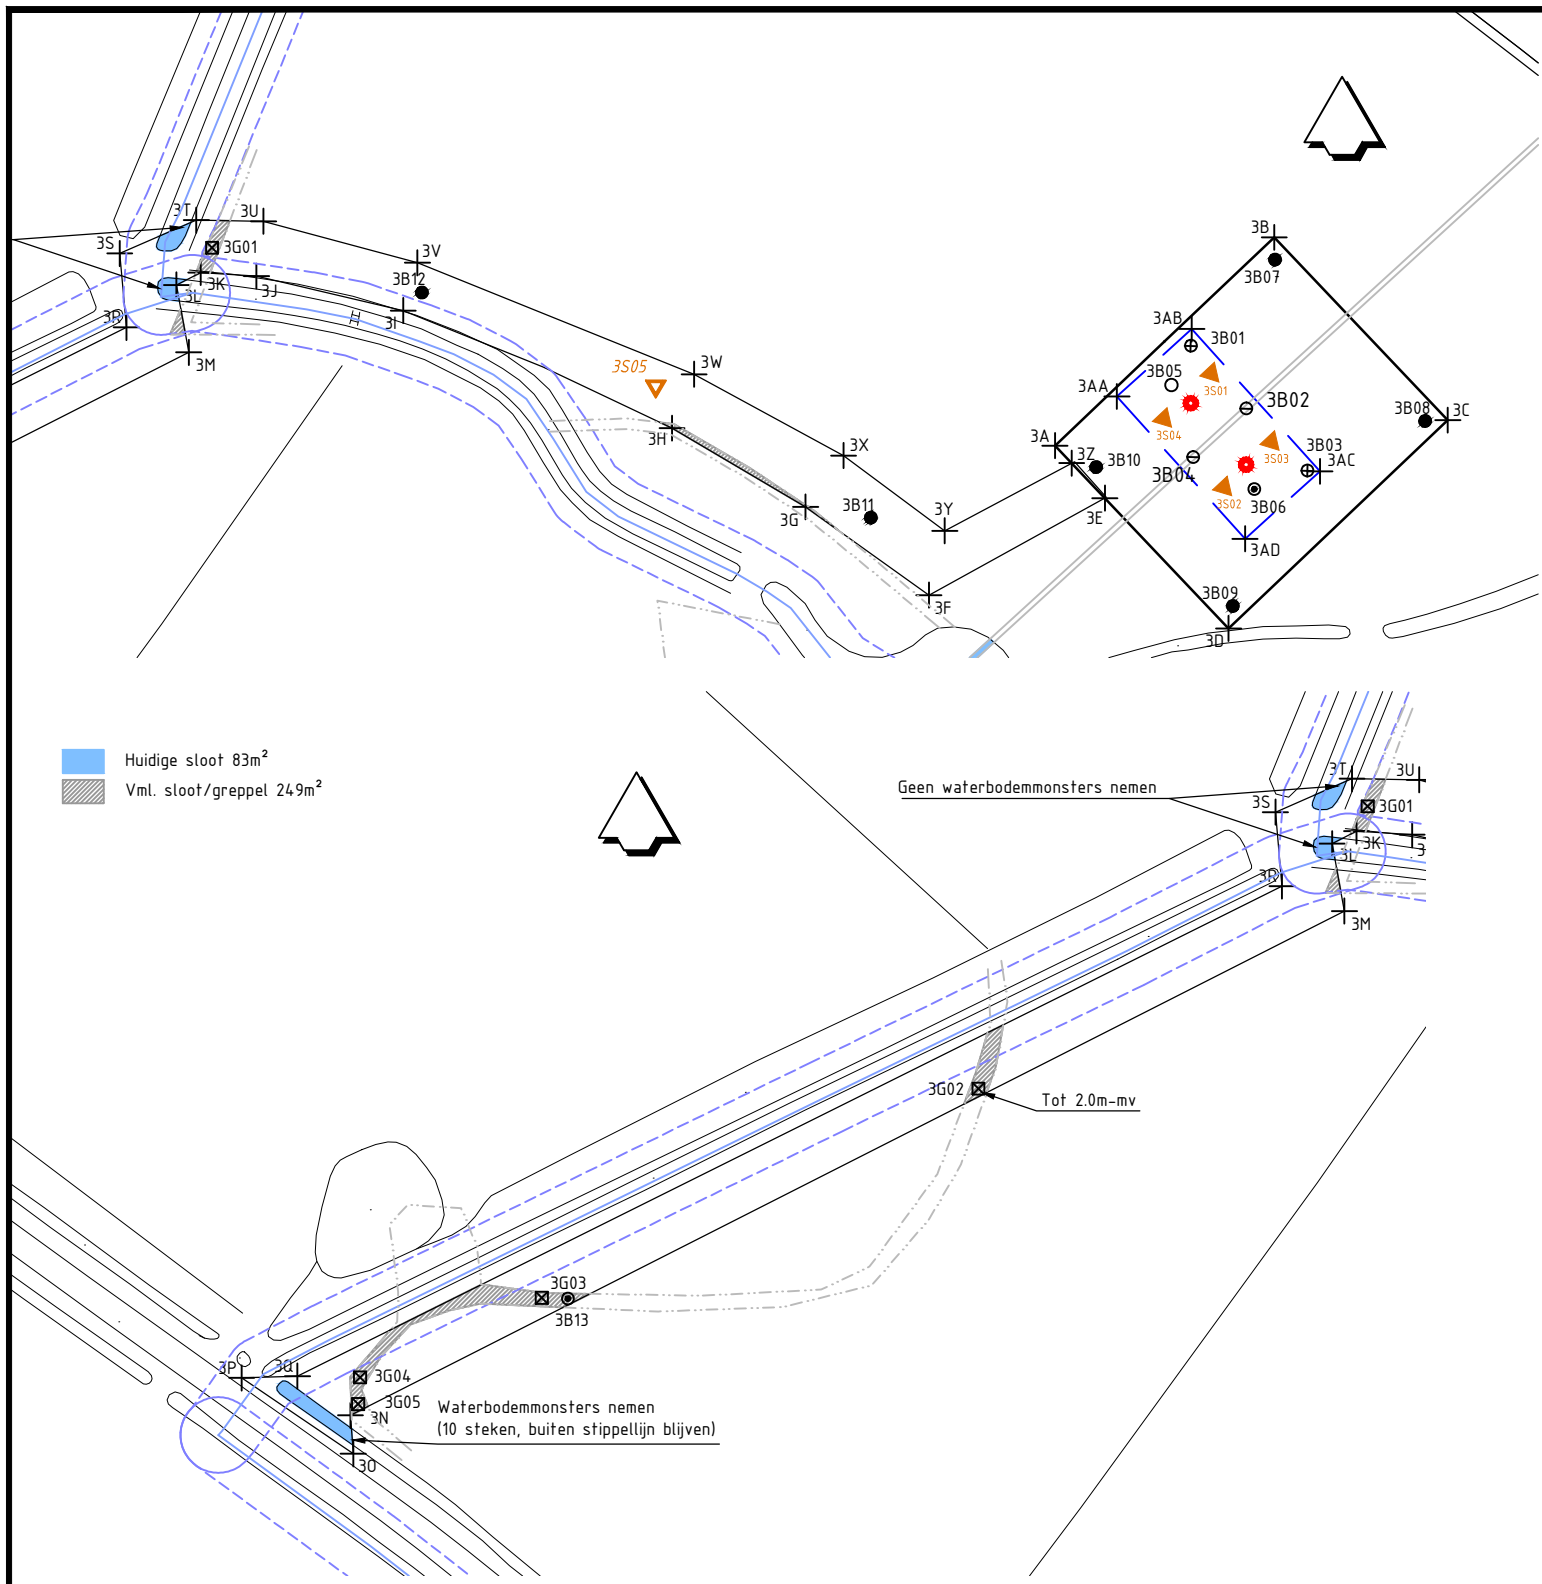 3B
3B07
3T
3U
3G01
3S
3V
3B12
3K
3J
3L
3I
3R
3M
3AB
3B01
3B05
3S01
3AA
3B02
3S04
3B08
3C
3S05
3W
3H
3X
3A
3Z
3B10
3S03
3B03
3AC
3B04
3S02
3B06
3E
3G
3B11
3Y
3AD
3F
3B09
3D
Huidige sloot 83m²
Vml. sloot/greppel 249m²
Geen waterbodemmonsters nemen
3T
3U
3S
3G01
3K
3L
3R
3M
3G02
Tot 2.0m-mv
3G03
3B13
3P
3Q
3G04
3G05
3N
3O
Waterbodemmonsters nemen
(10 steken, buiten stippellijn blijven)